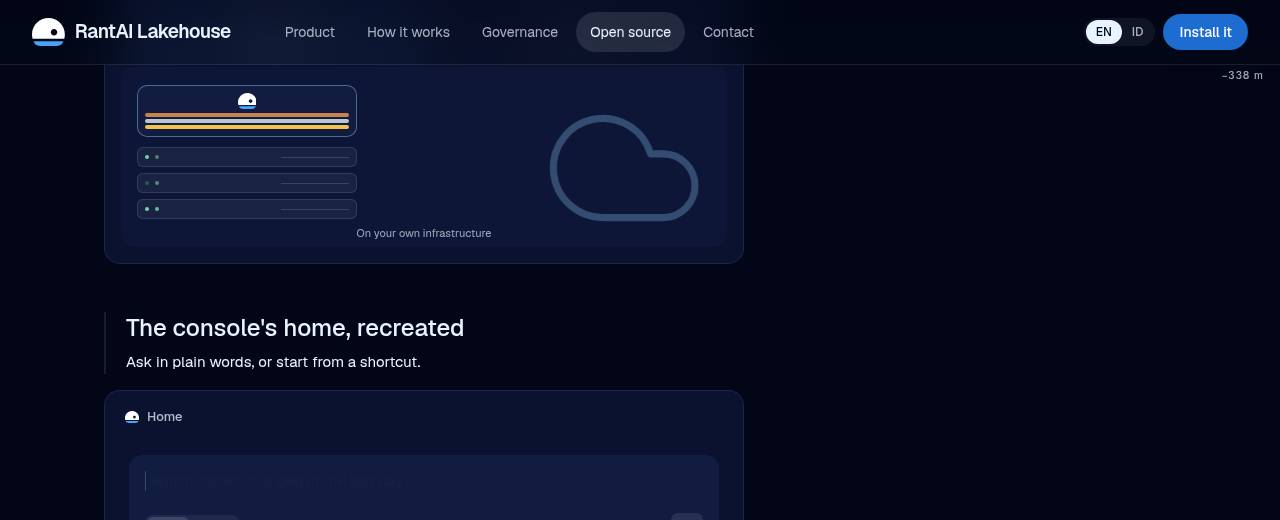 RantAI Lakehouse
Product
How it works
Governance
Open source
Contact
EN
ID
Install it
−338 m
On your own infrastructure
The console's home, recreated
Ask in plain words, or start from a shortcut.
Home